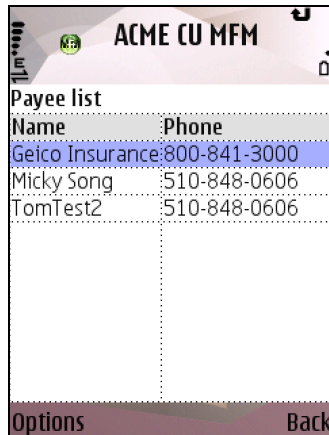 ACME CU MFM
E
Payee list
Name Phone
Geico Insurance 800-841-3000
Micky Song 510-848-0606
TomTest2 510-848-0606
Options Back